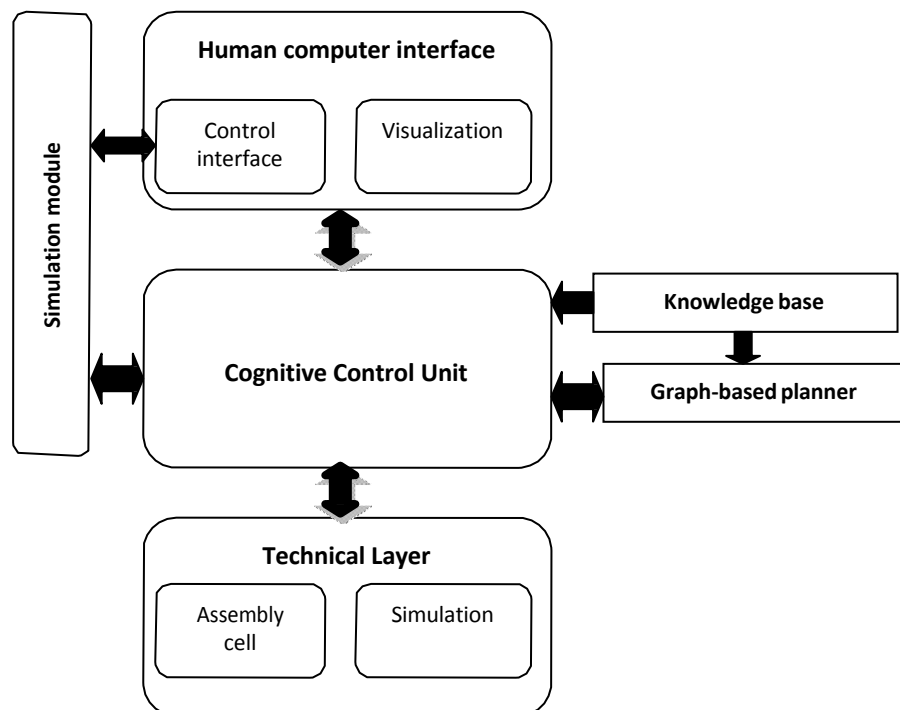 Human computer interface
Control
interface
Visualization
Simulation module
Knowledge base
Cognitive Control Unit
Graph-based planner
Technical Layer
Assembly
cell
Simulation